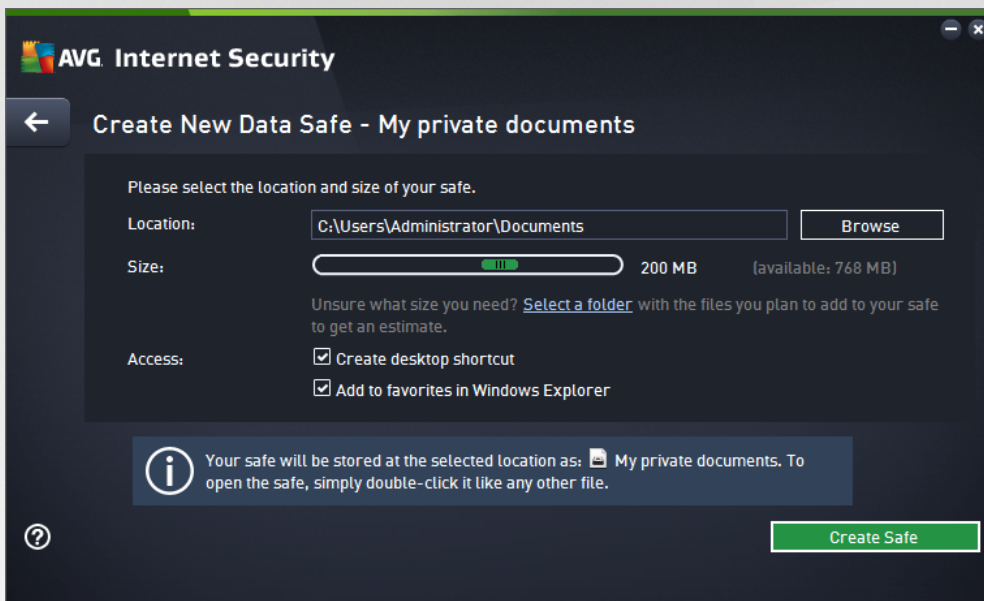 AVG. Internet Security
Create New Data Safe - My private documents
Please select the location and size of your safe.
Location:
C:\Users\Administrator\Documents
Browse
Size:
200 MB
(available: 768 MB)
Unsure what size you need? Select a folder with the files you plan to add to your safe
to get an estimate.
Access:
Create desktop shortcut
Add to favorites in Windows Explorer
Your safe will be stored at the selected location as: My private documents. To
open the safe, simply double-click it like any other file.
Create Safe